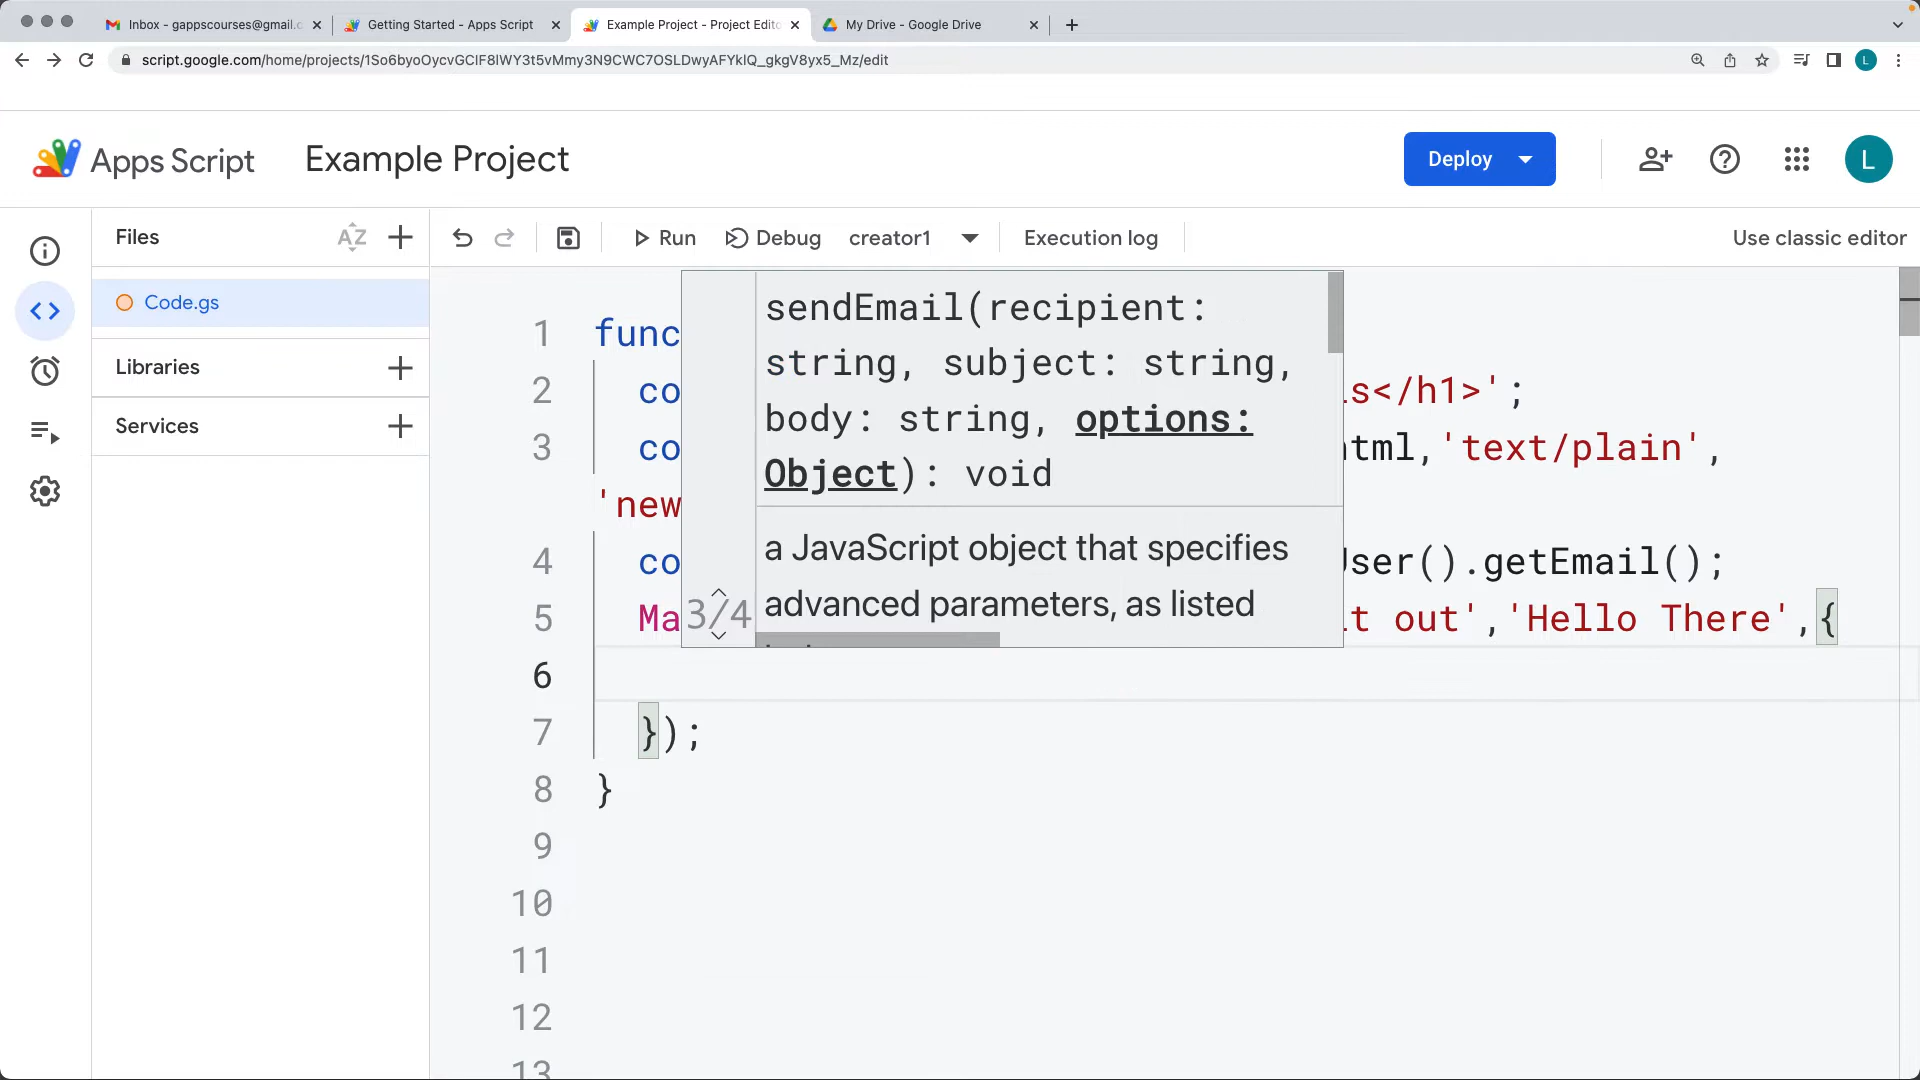 Inbox - gappscourses@gmail.c
Getting Started - Apps Script
Example Project - Project Edito
My Drive - Google Drive
script.google.com/home/projects/1So6byoOycvGClF8lWY3t5vMmy3N9CWC7OSLDwyAFYklQ_gkgV8yx5_Mz/edit
L
Apps Script
Example Project
Deploy
L
Files
AZ
Run
Debug
creator1
Execution log
Use classic editor
Code.gs
Libraries
Services
sendEmail(recipient:
string, subject: string,
body: string, options:
Object): void
a JavaScript object that specifies
advanced parameters, as listed
3/4
1 func
2 co s</h1>';
3 co tml,'text/plain',
'new
4 co ser().getEmail();
5 Ma t out','Hello There',{
6
7 });
8 }
9
10
11
12
13